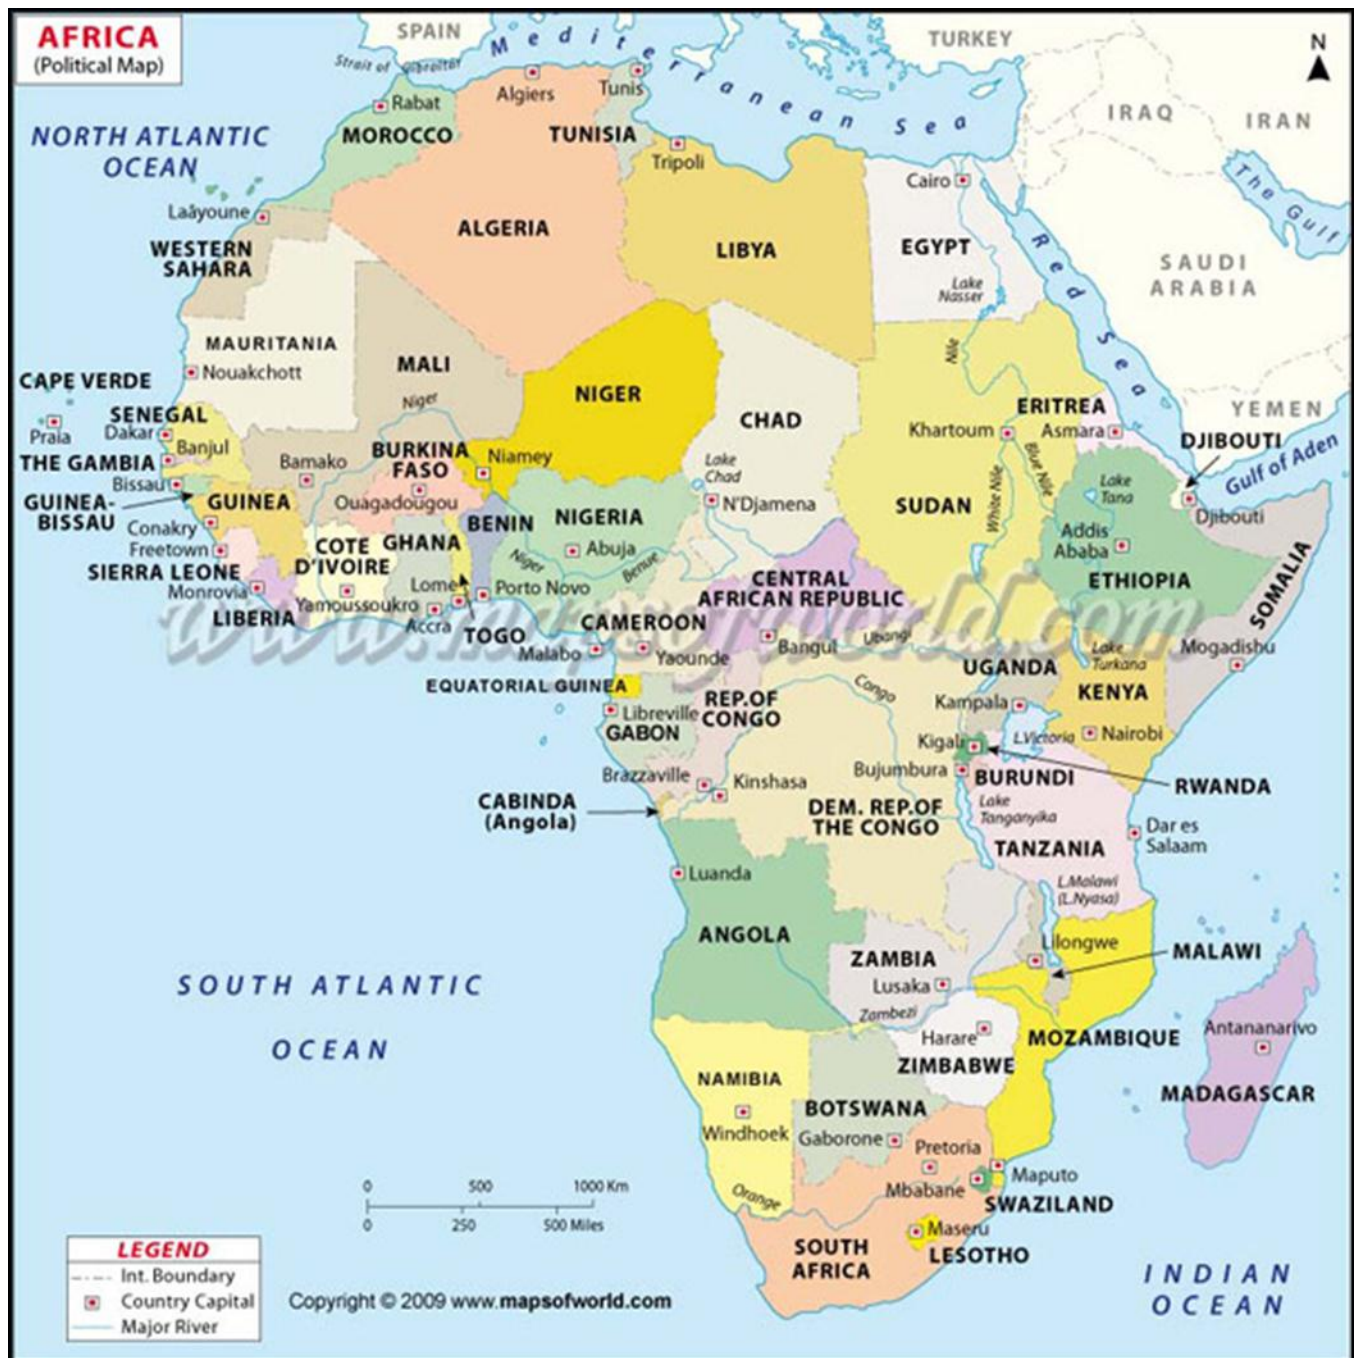 AFRICA
(Political Map)
SPAIN
Strait of Gibraltar
Mediterranean Sea
TURKEY
N
IRAQ
IRAN
The Gulf
SAUDI
ARABIA
YEMEN
Red Sea
Gulf of Aden
NORTH ATLANTIC
OCEAN
Rabat
MOROCCO
Algiers
Tunis
TUNISIA
Tripoli
Cairo
Laâyoune
WESTERN
SAHARA
ALGERIA
LIBYA
EGYPT
Lake
Nasser
MAURITANIA
Nouakchott
MALI
Niger
NIGER
CHAD
Nile
CAPE VERDE
Praia
SENEGAL
Dakar
Banjul
THE GAMBIA
Bissau
GUINEA-
BISSAU
GUINEA
Bamako
BURKINA
FASO
Ouagadougou
Niamey
Lake
Chad
N'Djamena
Khartoum
ERITREA
Asmara
DJIBOUTI
Djibouti
White Nile
Blue Nile
Lake
Tana
SUDAN
Addis
Ababa
ETHIOPIA
SOMALIA
Mogadishu
Conakry
Freetown
SIERRA LEONE
Monrovia
LIBERIA
COTE
D'IVOIRE
Yamoussoukro
GHANA
Accra
Lome
TOGO
BENIN
Porto Novo
NIGERIA
Abuja
Niger
Benue
CENTRAL
AFRICAN REPUBLIC
Bangui
Ubangi
www.mapsofworld.com
CAMEROON
Malabo
Yaounde
EQUATORIAL GUINEA
Libreville
GABON
REP.OF
CONGO
Congo
UGANDA
Kampala
Lake
Turkana
KENYA
Nairobi
L.Victoria
Kigali
RWANDA
Bujumbura
BURUNDI
Brazzaville
Kinshasa
CABINDA
(Angola)
DEM. REP.OF
THE CONGO
Lake
Tanganyika
TANZANIA
Dar es
Salaam
L.Malawi
(L.Nyasa)
Luanda
ANGOLA
ZAMBIA
Lusaka
Lilongwe
MALAWI
Zambezi
Harare
ZIMBABWE
MOZAMBIQUE
Antananarivo
MADAGASCAR
SOUTH ATLANTIC
OCEAN
NAMIBIA
Windhoek
BOTSWANA
Gaborone
Pretoria
Mbabane
Maputo
SWAZILAND
Orange
Maseru
LESOTHO
SOUTH
AFRICA
0 500 1000 Km
0 250 500 Miles
LEGEND
Int. Boundary
Country Capital
Major River
Copyright © 2009 www.mapsofworld.com
INDIAN
OCEAN